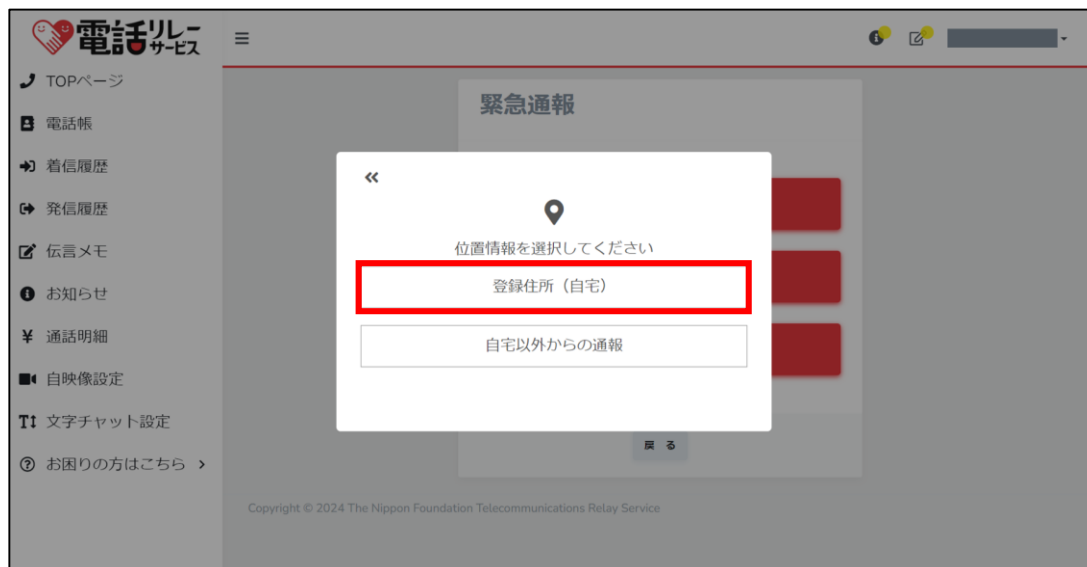 電話リレーサービス
TOPページ
電話帳
着信履歴
発信履歴
伝言メモ
お知らせ
通話明細
自映像設定
文字チャット設定
お困りの方はこちら
緊急通報
位置情報を選択してください
登録住所（自宅）
自宅以外からの通報
戻る
Copyright © 2024 The Nippon Foundation Telecommunications Relay Service